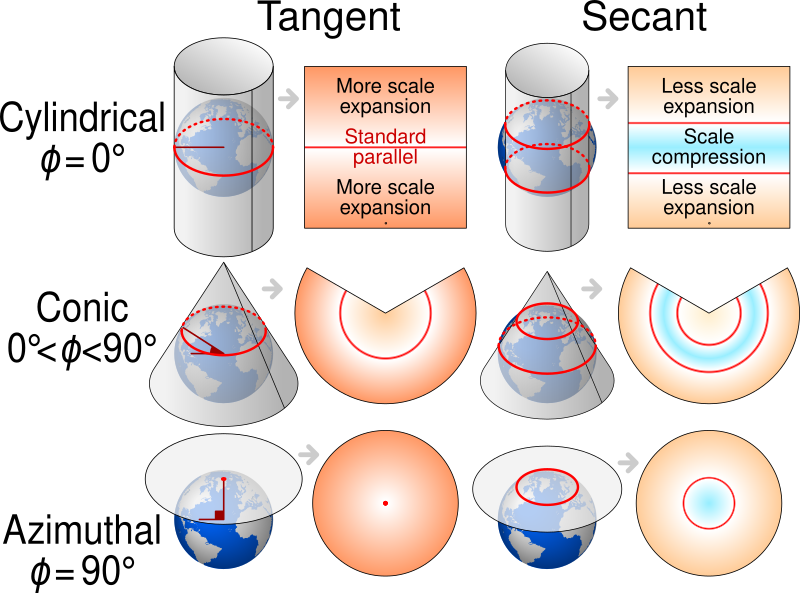 Tangent
Secant
Cylindrical
ϕ = 0°
More scale
expansion
Standard
parallel
More scale
expansion
Less scale
expansion
Scale
compression
Less scale
expansion
Conic
0°<ϕ<90°
Azimuthal
ϕ = 90°